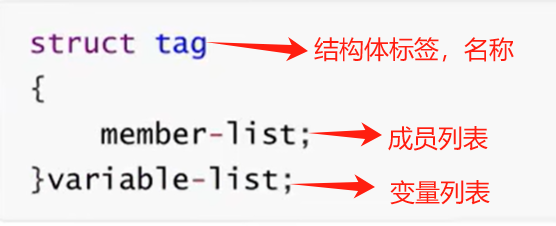 struct tag 结构体标签，名称
{
member-list; 成员列表
}variable-list; 变量列表